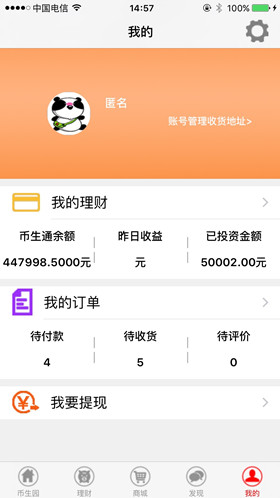 中国电信 14:57 100%
我的
匿名
账号管理收货地址>
我的理财
币生通余额 昨日收益 已投资金额
447998.5000元 元 50002.00元
我的订单
待付款 待收货 待评价
4 5 0
我要提现
币生园 理财 商城 发现 我的